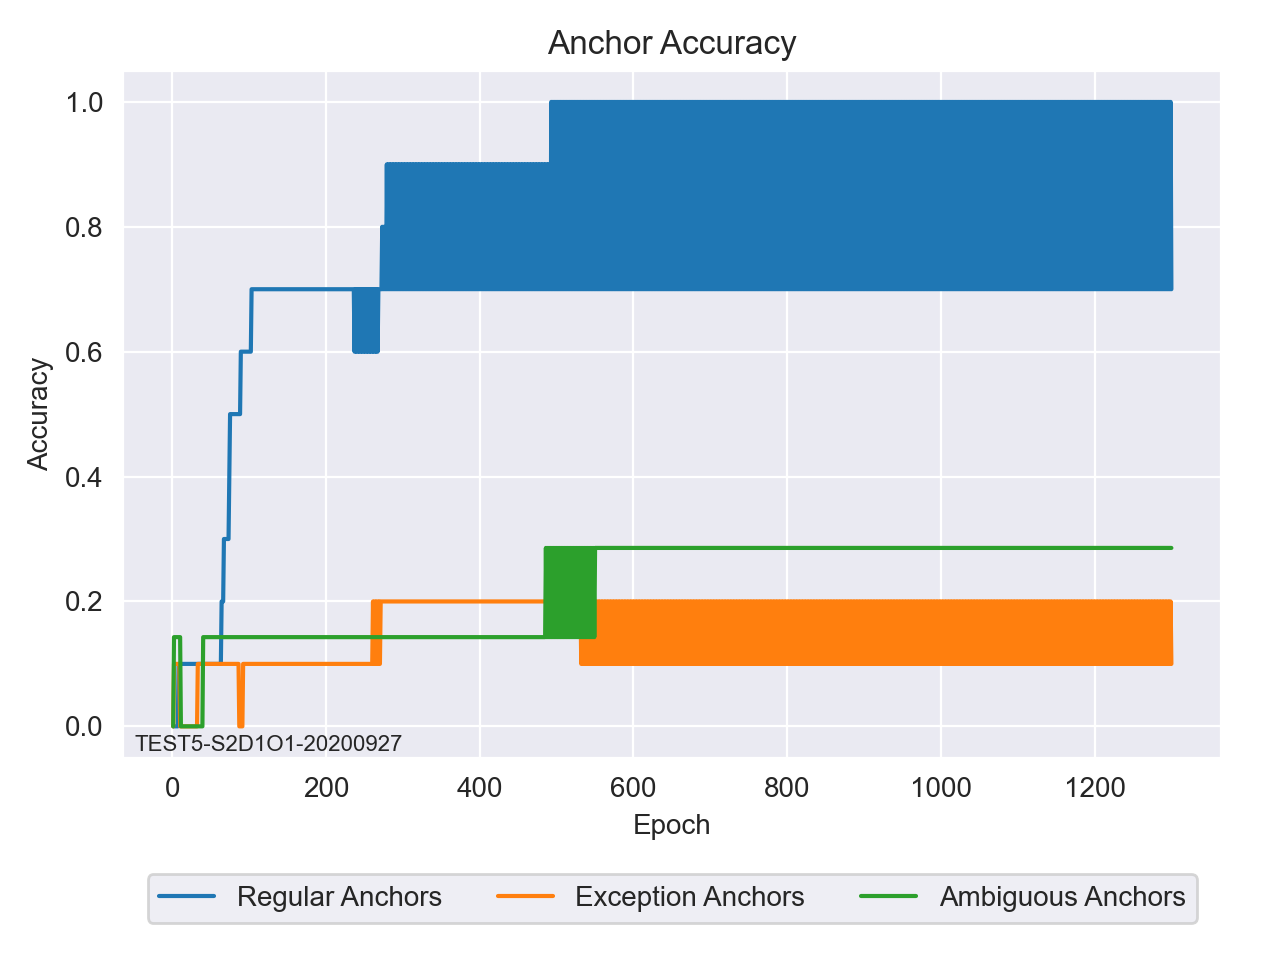 Anchor Accuracy
1.0
0.8
0.6
0.4
0.2
0.0
Accuracy
TEST5-S2D1O1-20200927
0 200 400 600 800 1000 1200
Epoch
Regular Anchors Exception Anchors Ambiguous Anchors